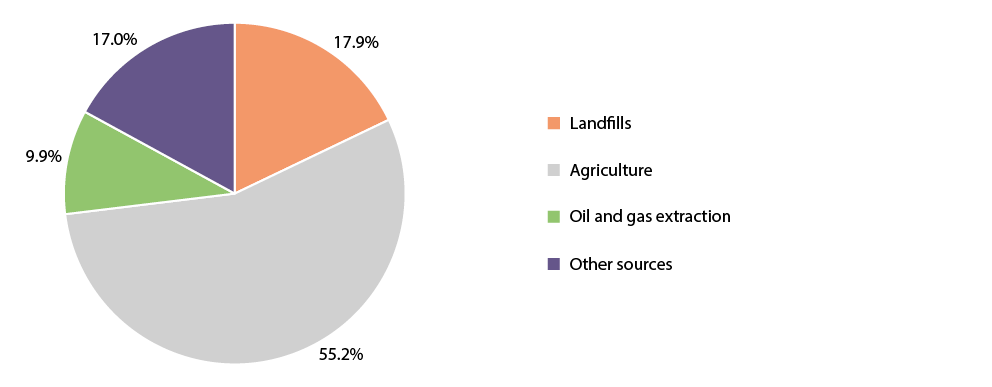 17.0%
17.9%
9.9%
55.2%
Landfills
Agriculture
Oil and gas extraction
Other sources